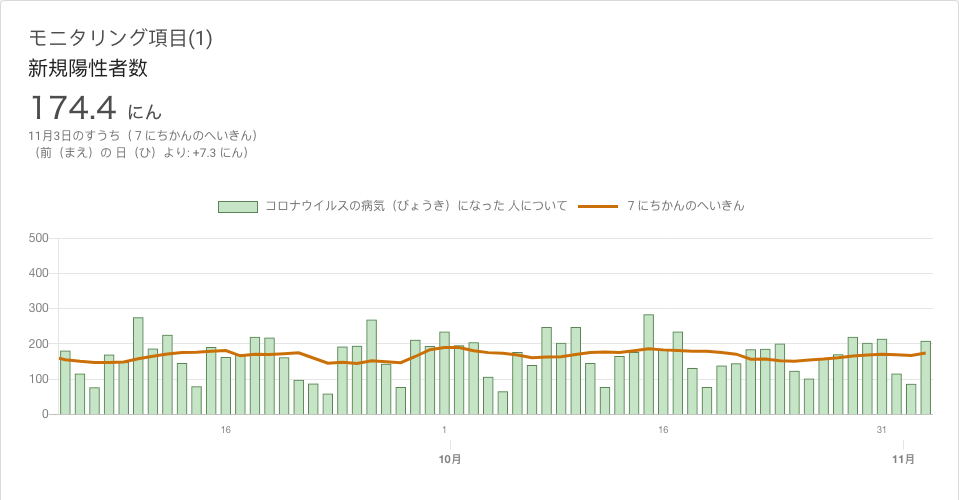 モニタリング項目(1)
新規陽性者数
174.4 にん
11月3日のすうち（７にちかんのへいきん）
（前（まえ）の 日（ひ）より: +7.3 にん）
コロナウイルスの病気（びょうき）になった 人について ７にちかんのへいきん
500
400
300
200
100
0
16 1 16 31
10月 11月